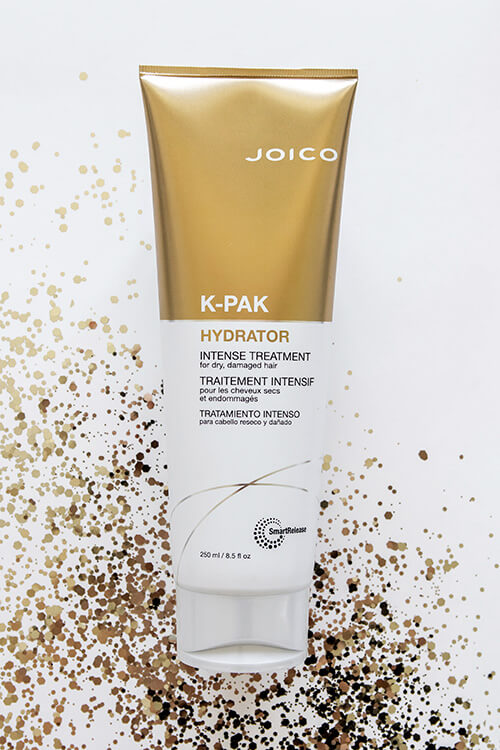 JOICO
K-PAK
HYDRATOR
INTENSE TREATMENT
for dry, damaged hair
TRAITEMENT INTENSIF
pour les cheveux secs
et endommagés
TRATAMIENTO INTENSO
para cabello reseco y dañado
SmartRelease
250 ml / 8.5 fl oz